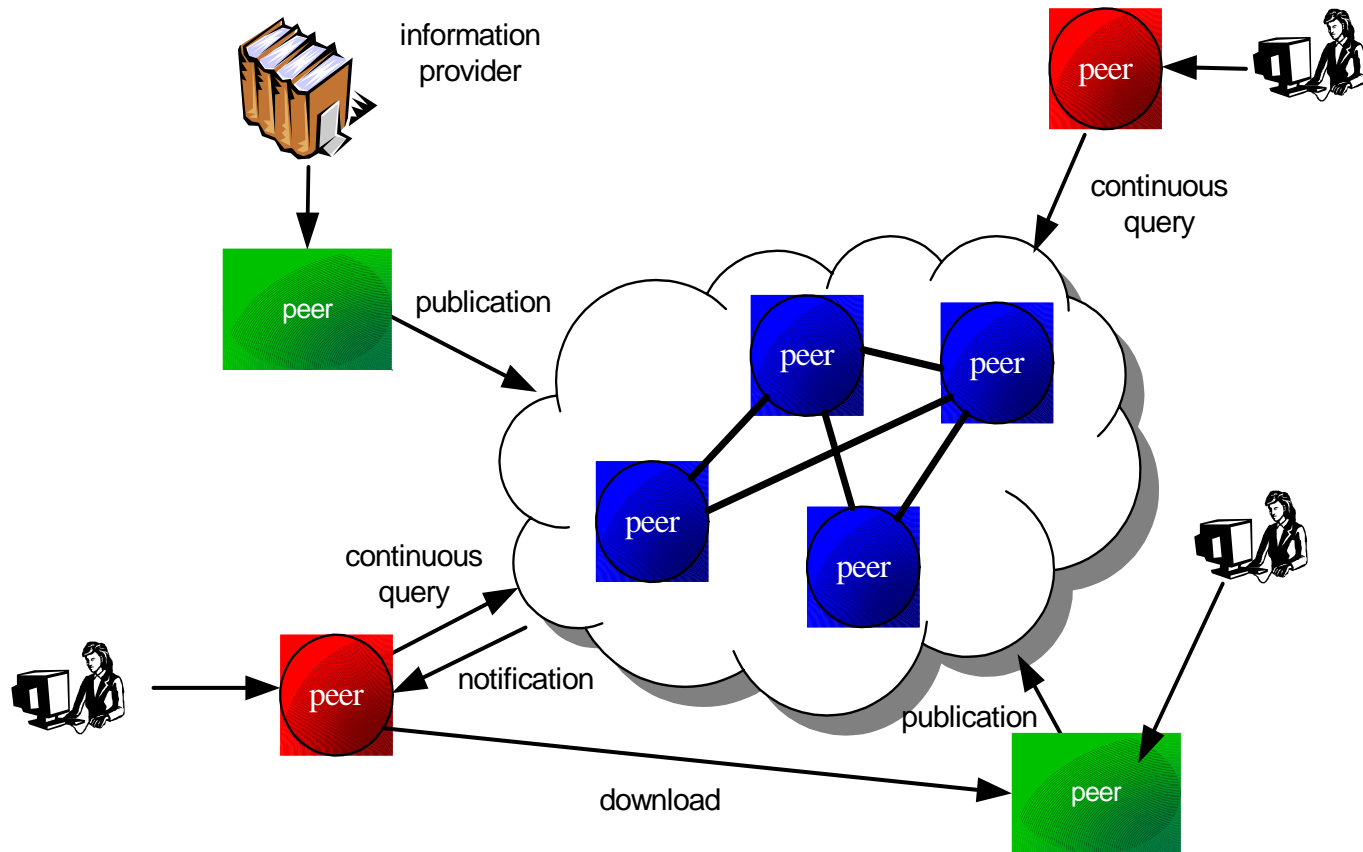 information
provider
peer
continuous
query
peer
publication
peer
peer
peer
peer
continuous
query
notification
peer
publication
peer
download